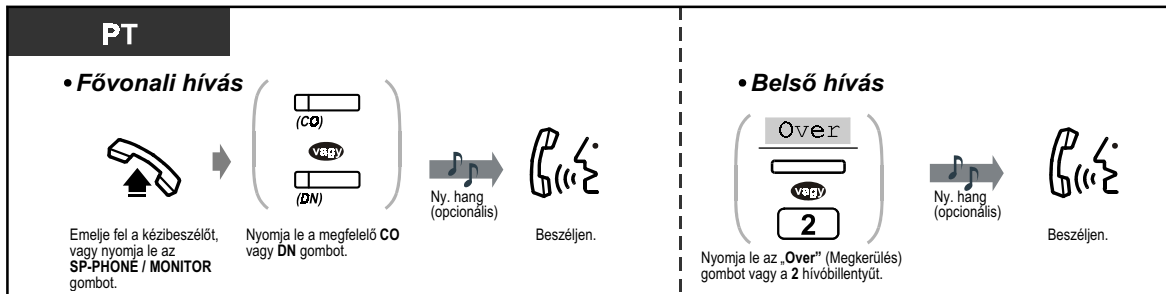 PT
• Fővonali hívás
(CO)
vagy
(DN)
Emelje fel a kézibeszélőt,
vagy nyomja le az
SP-PHONE / MONITOR
gombot.
Nyomja le a megfelelő CO
vagy DN gombot.
Ny. hang
(opcionális)
Beszéljen.
• Belső hívás
Over
vagy
2
Nyomja le az „Over” (Megkerülés)
gombot vagy a 2 hívóbillentyűt.
Ny. hang
(opcionális)
Beszéljen.